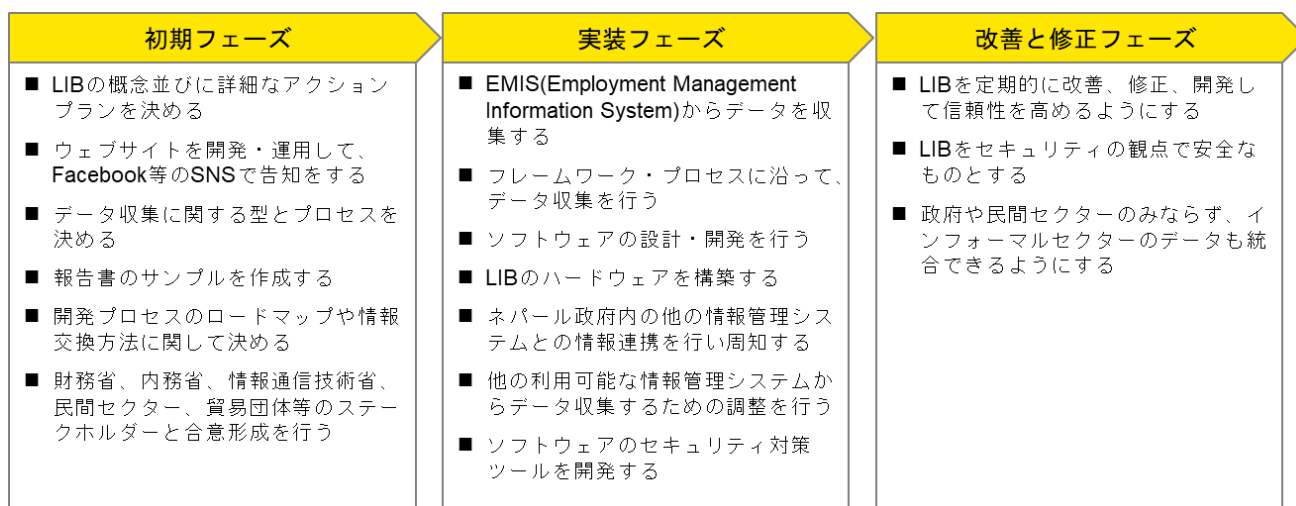 初期フェーズ
■ LIBの概念並びに詳細なアクション
プランを決める
■ ウェブサイトを開発・運用して、
Facebook等のSNSで告知をする
■ データ収集に関する型とプロセスを
決める
■ 報告書のサンプルを作成する
■ 開発プロセスのロードマップや情報
交換方法に関して決める
■ 財務省、内務省、情報通信技術省、
民間セクター、貿易団体等のステー
クホルダーと合意形成を行う
実装フェーズ
■ EMIS(Employment Management
Information System)からデータを収
集する
■ フレームワーク・プロセスに沿って、
データ収集を行う
■ ソフトウェアの設計・開発を行う
■ LIBのハードウェアを構築する
■ ネパール政府内の他の情報管理シス
テムとの情報連携を行い周知する
■ 他の利用可能な情報管理システムか
らデータ収集するための調整を行う
■ ソフトウェアのセキュリティ対策
ツールを開発する
改善と修正フェーズ
■ LIBを定期的に改善、修正、開発し
て信頼性を高めるようにする
■ LIBをセキュリティの観点で安全な
ものとする
■ 政府や民間セクターのみならず、イ
ンフォーマルセクターのデータも統
合できるようにする